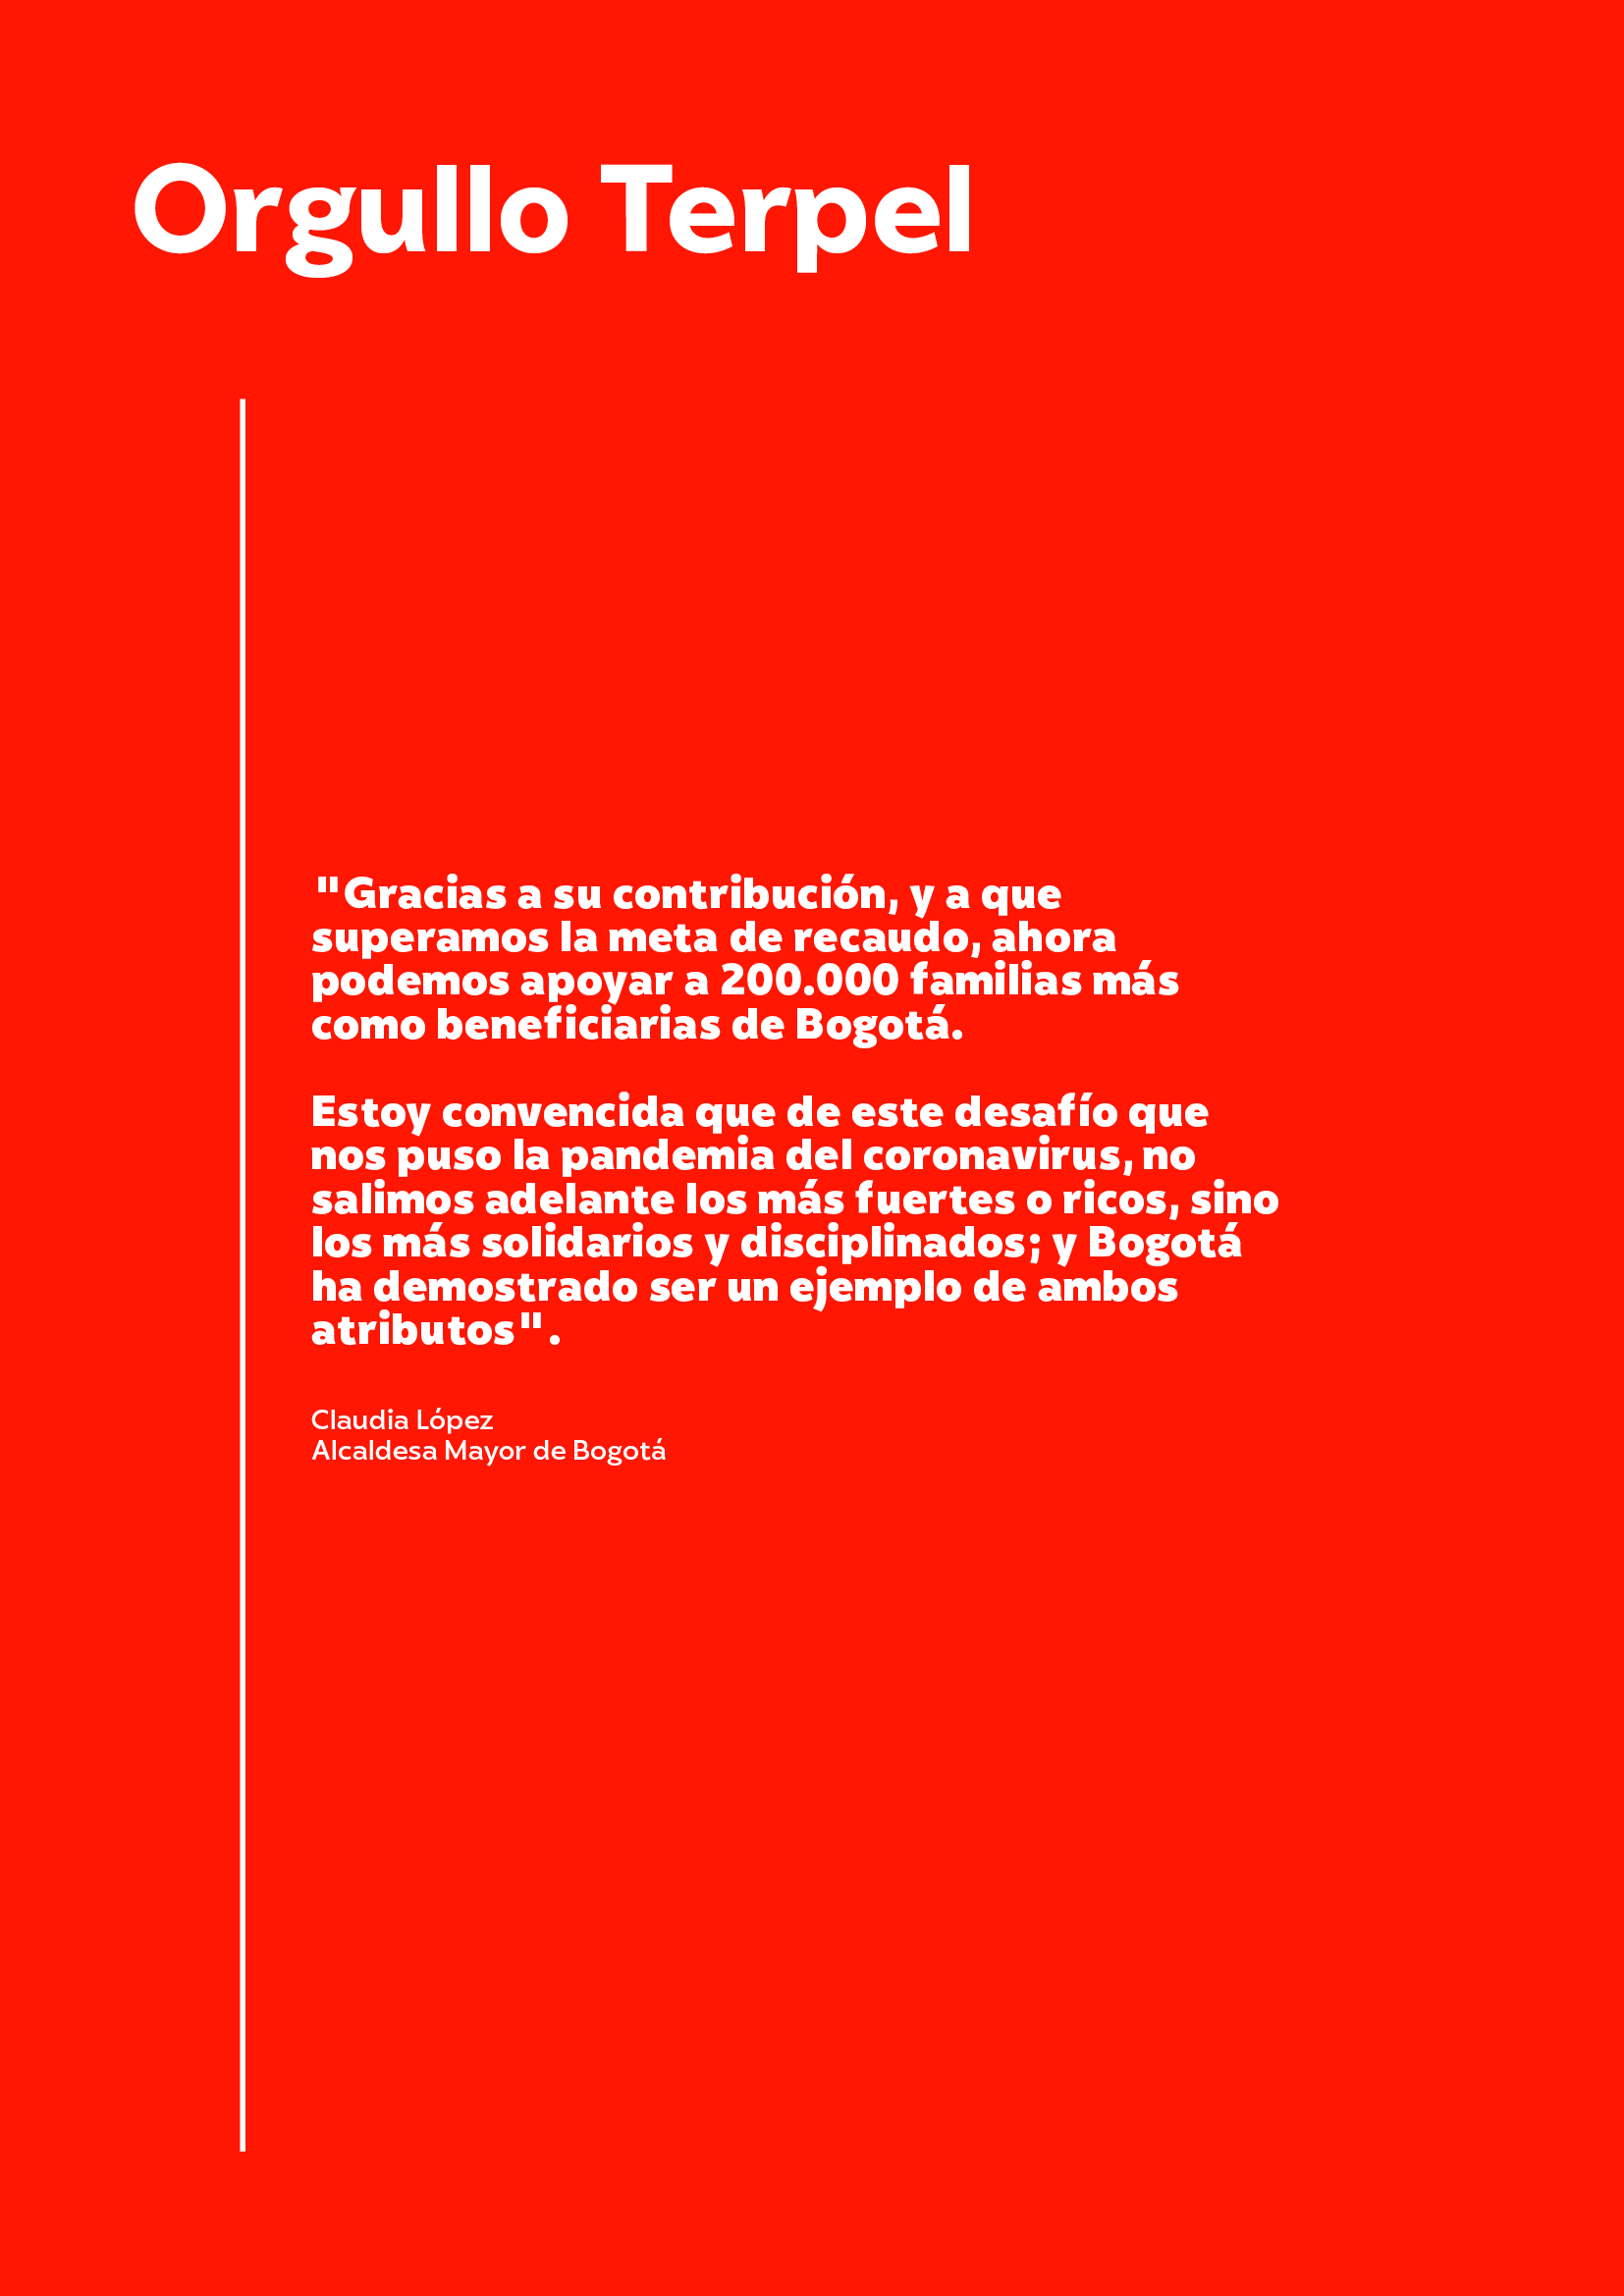 Orgullo Terpel
"Gracias a su contribución, y a que
superamos la meta de recaudo, ahora
podemos apoyar a 200.000 familias más
como beneficiarias de Bogotá.
Estoy convencida que de este desafío que
nos puso la pandemia del coronavirus, no
salimos adelante los más fuertes o ricos, sino
los más solidarios y disciplinados; y Bogotá
ha demostrado ser un ejemplo de ambos
atributos".
Claudia López
Alcaldesa Mayor de Bogotá